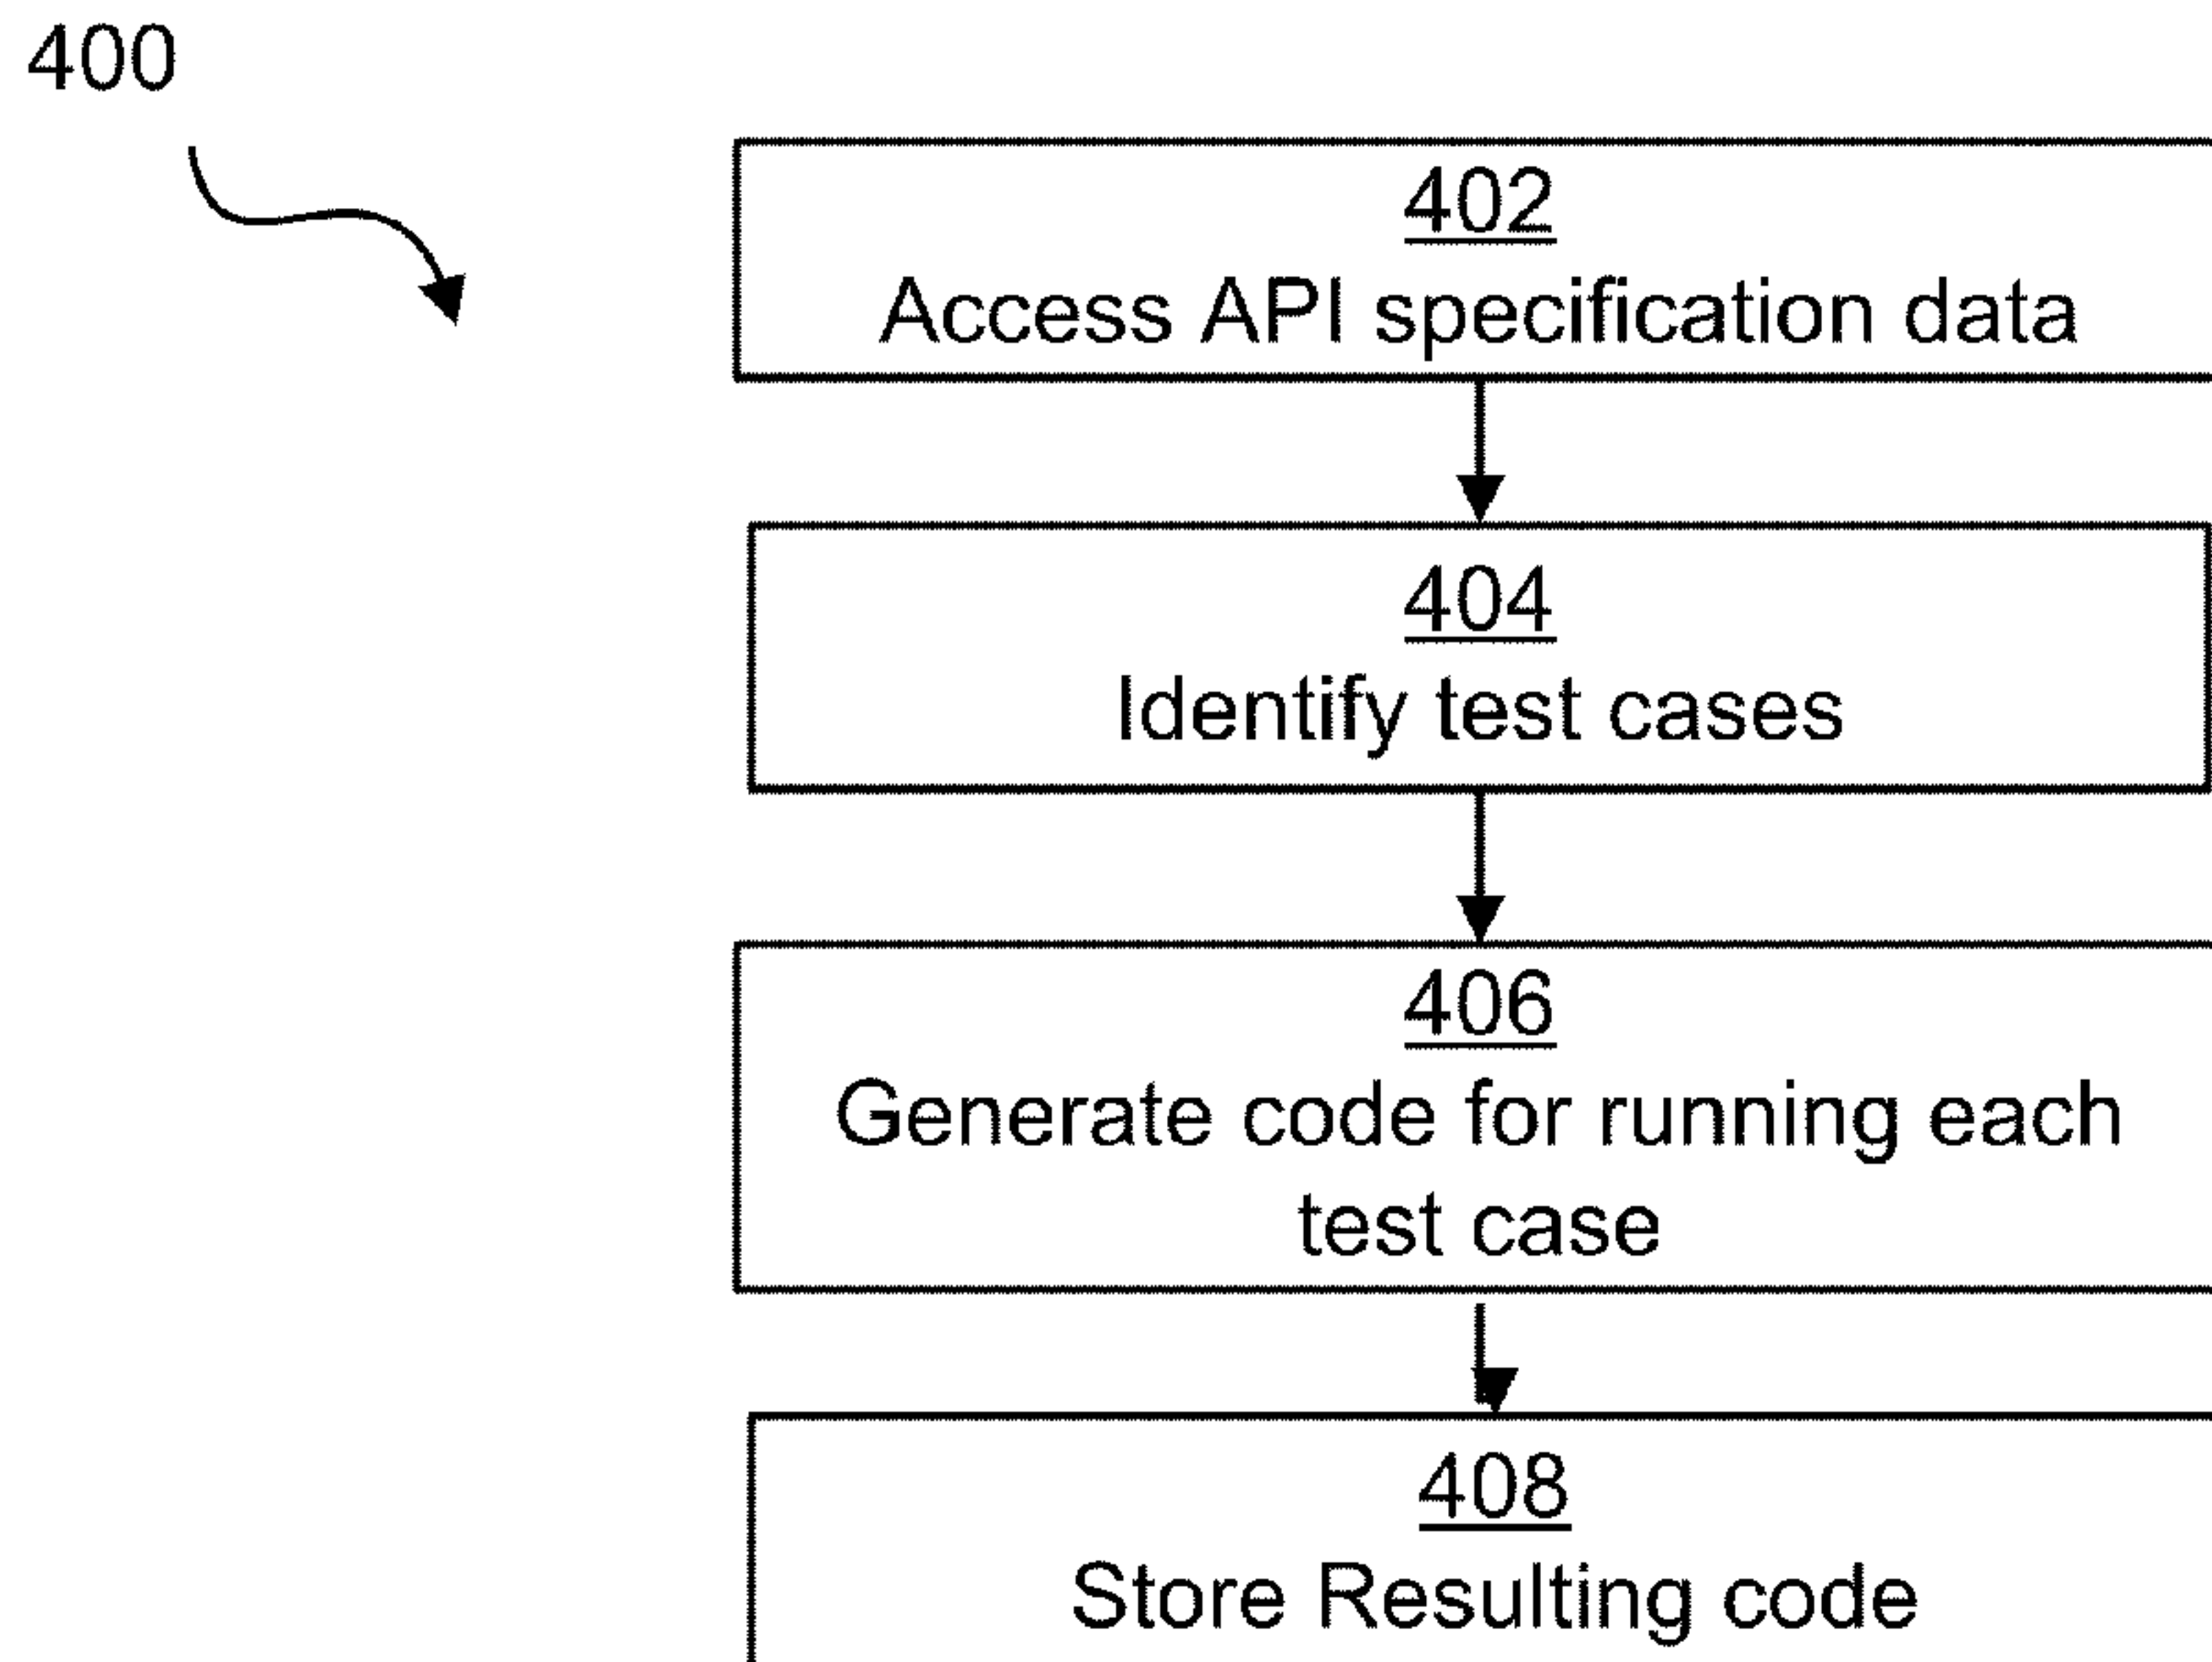 400
402
Access API specification data
404
Identify test cases
406
Generate code for running each
test case
408
Store Resulting code